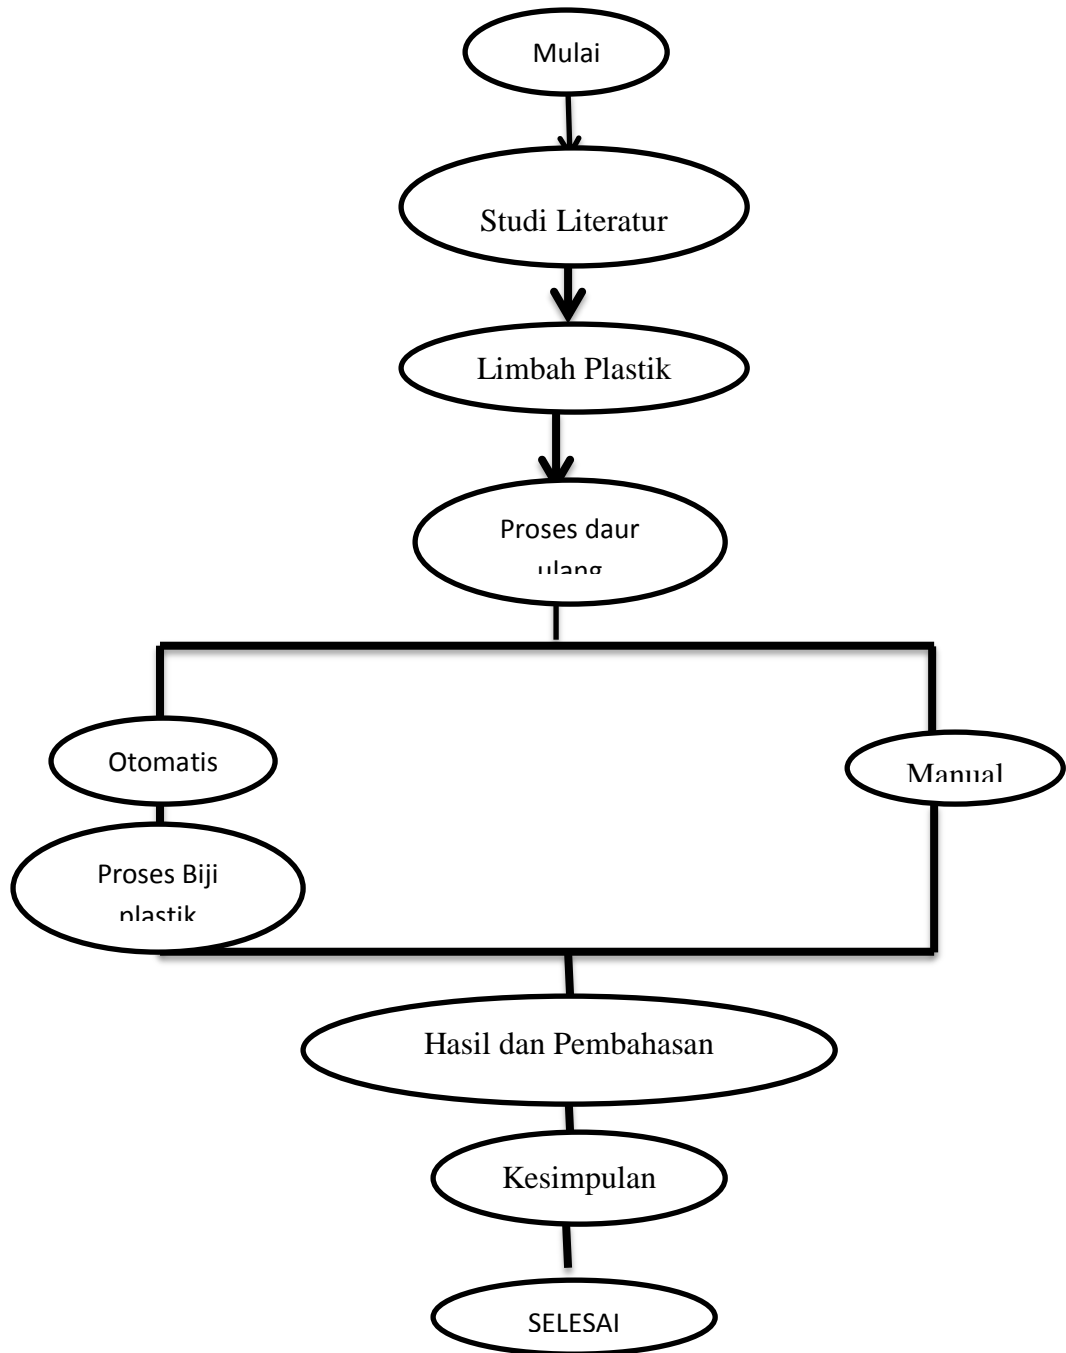 Mulai
Studi Literatur
Limbah Plastik
Proses daur
ulang
Otomatis
Manual
Proses Biji
plastik
Hasil dan Pembahasan
Kesimpulan
SELESAI